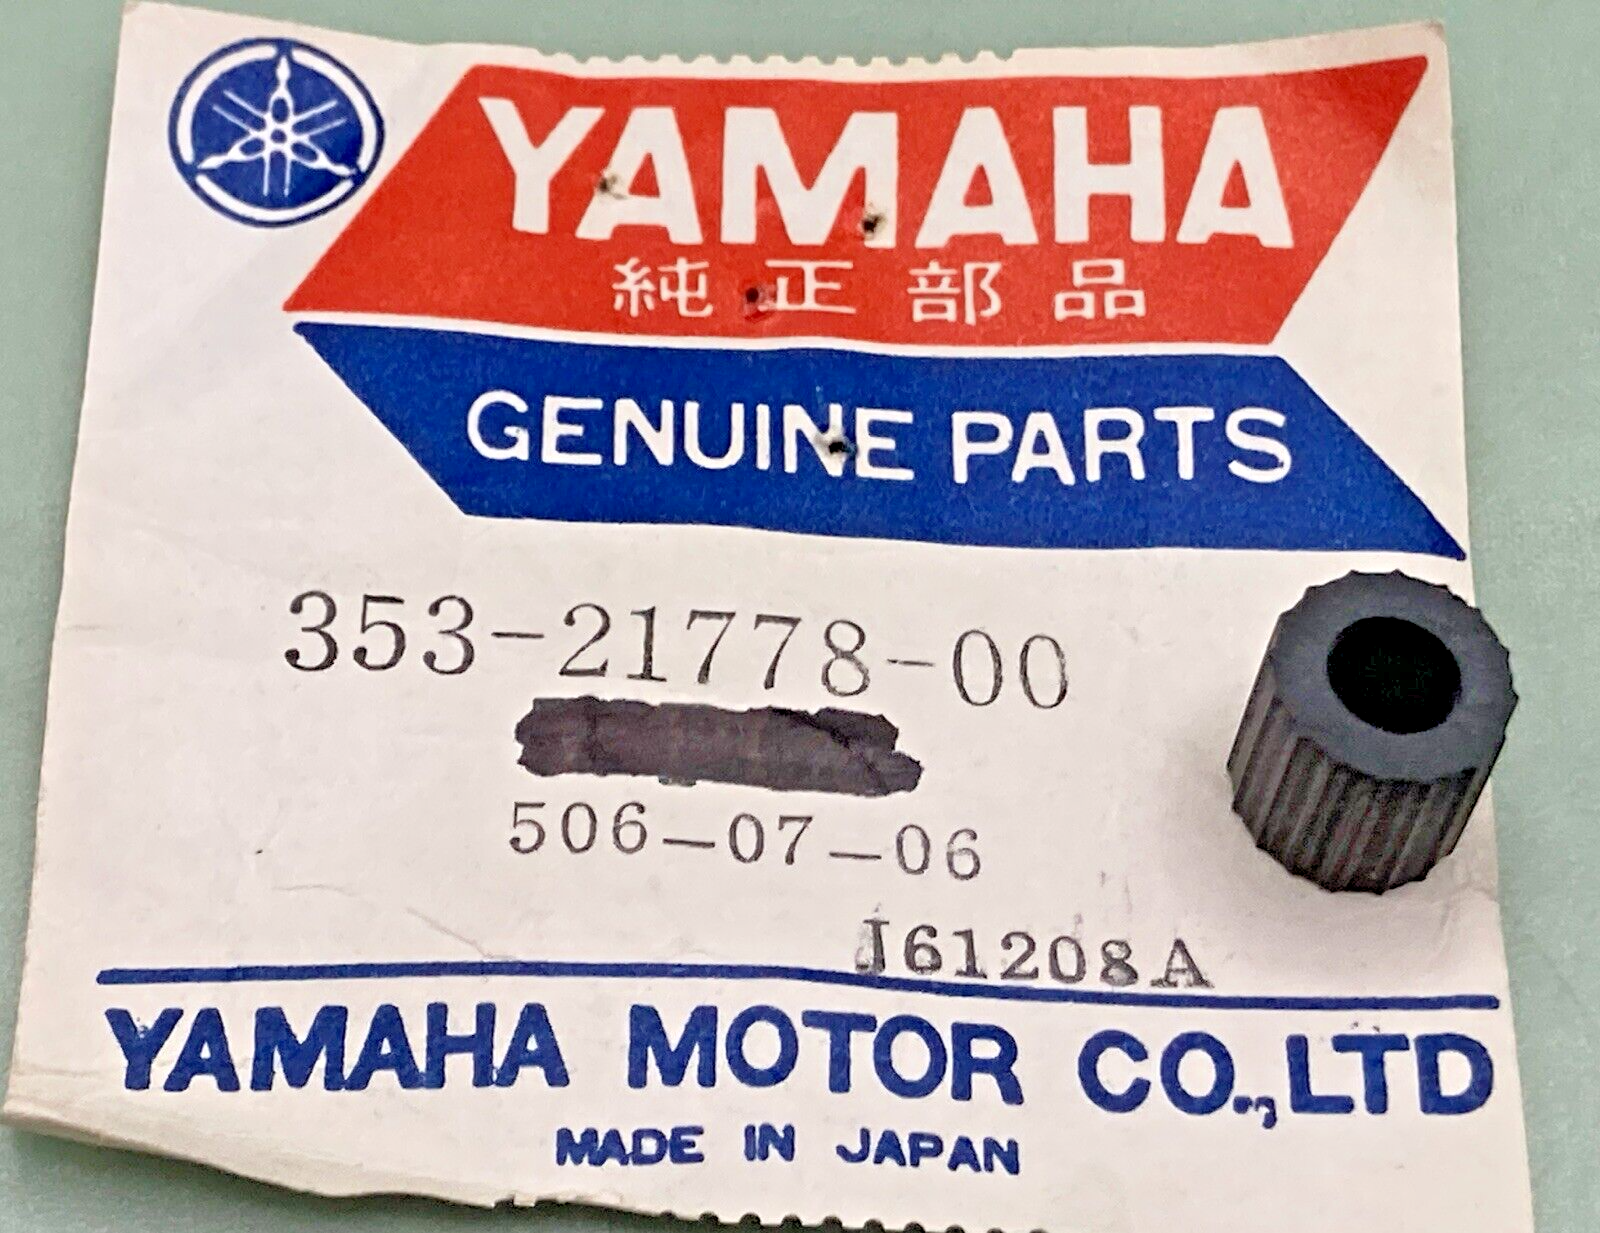 YAMAHA
純正部品
GENUINE PARTS
353-21778-00
506-07-06
J61208A
YAMAHA MOTOR CO.,LTD
MADE IN JAPAN